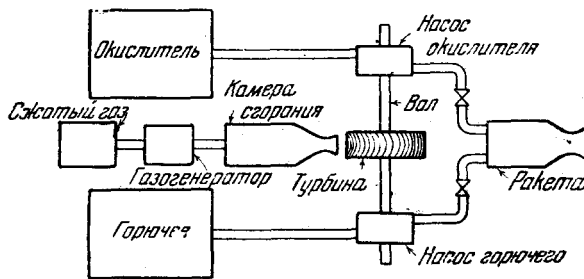 Окислитель
Насос
окислителя
Камера
сгорания
Сжатый газ
Вал
Газогенератор
Турбина
Ракета
Горючее
Насос горючего